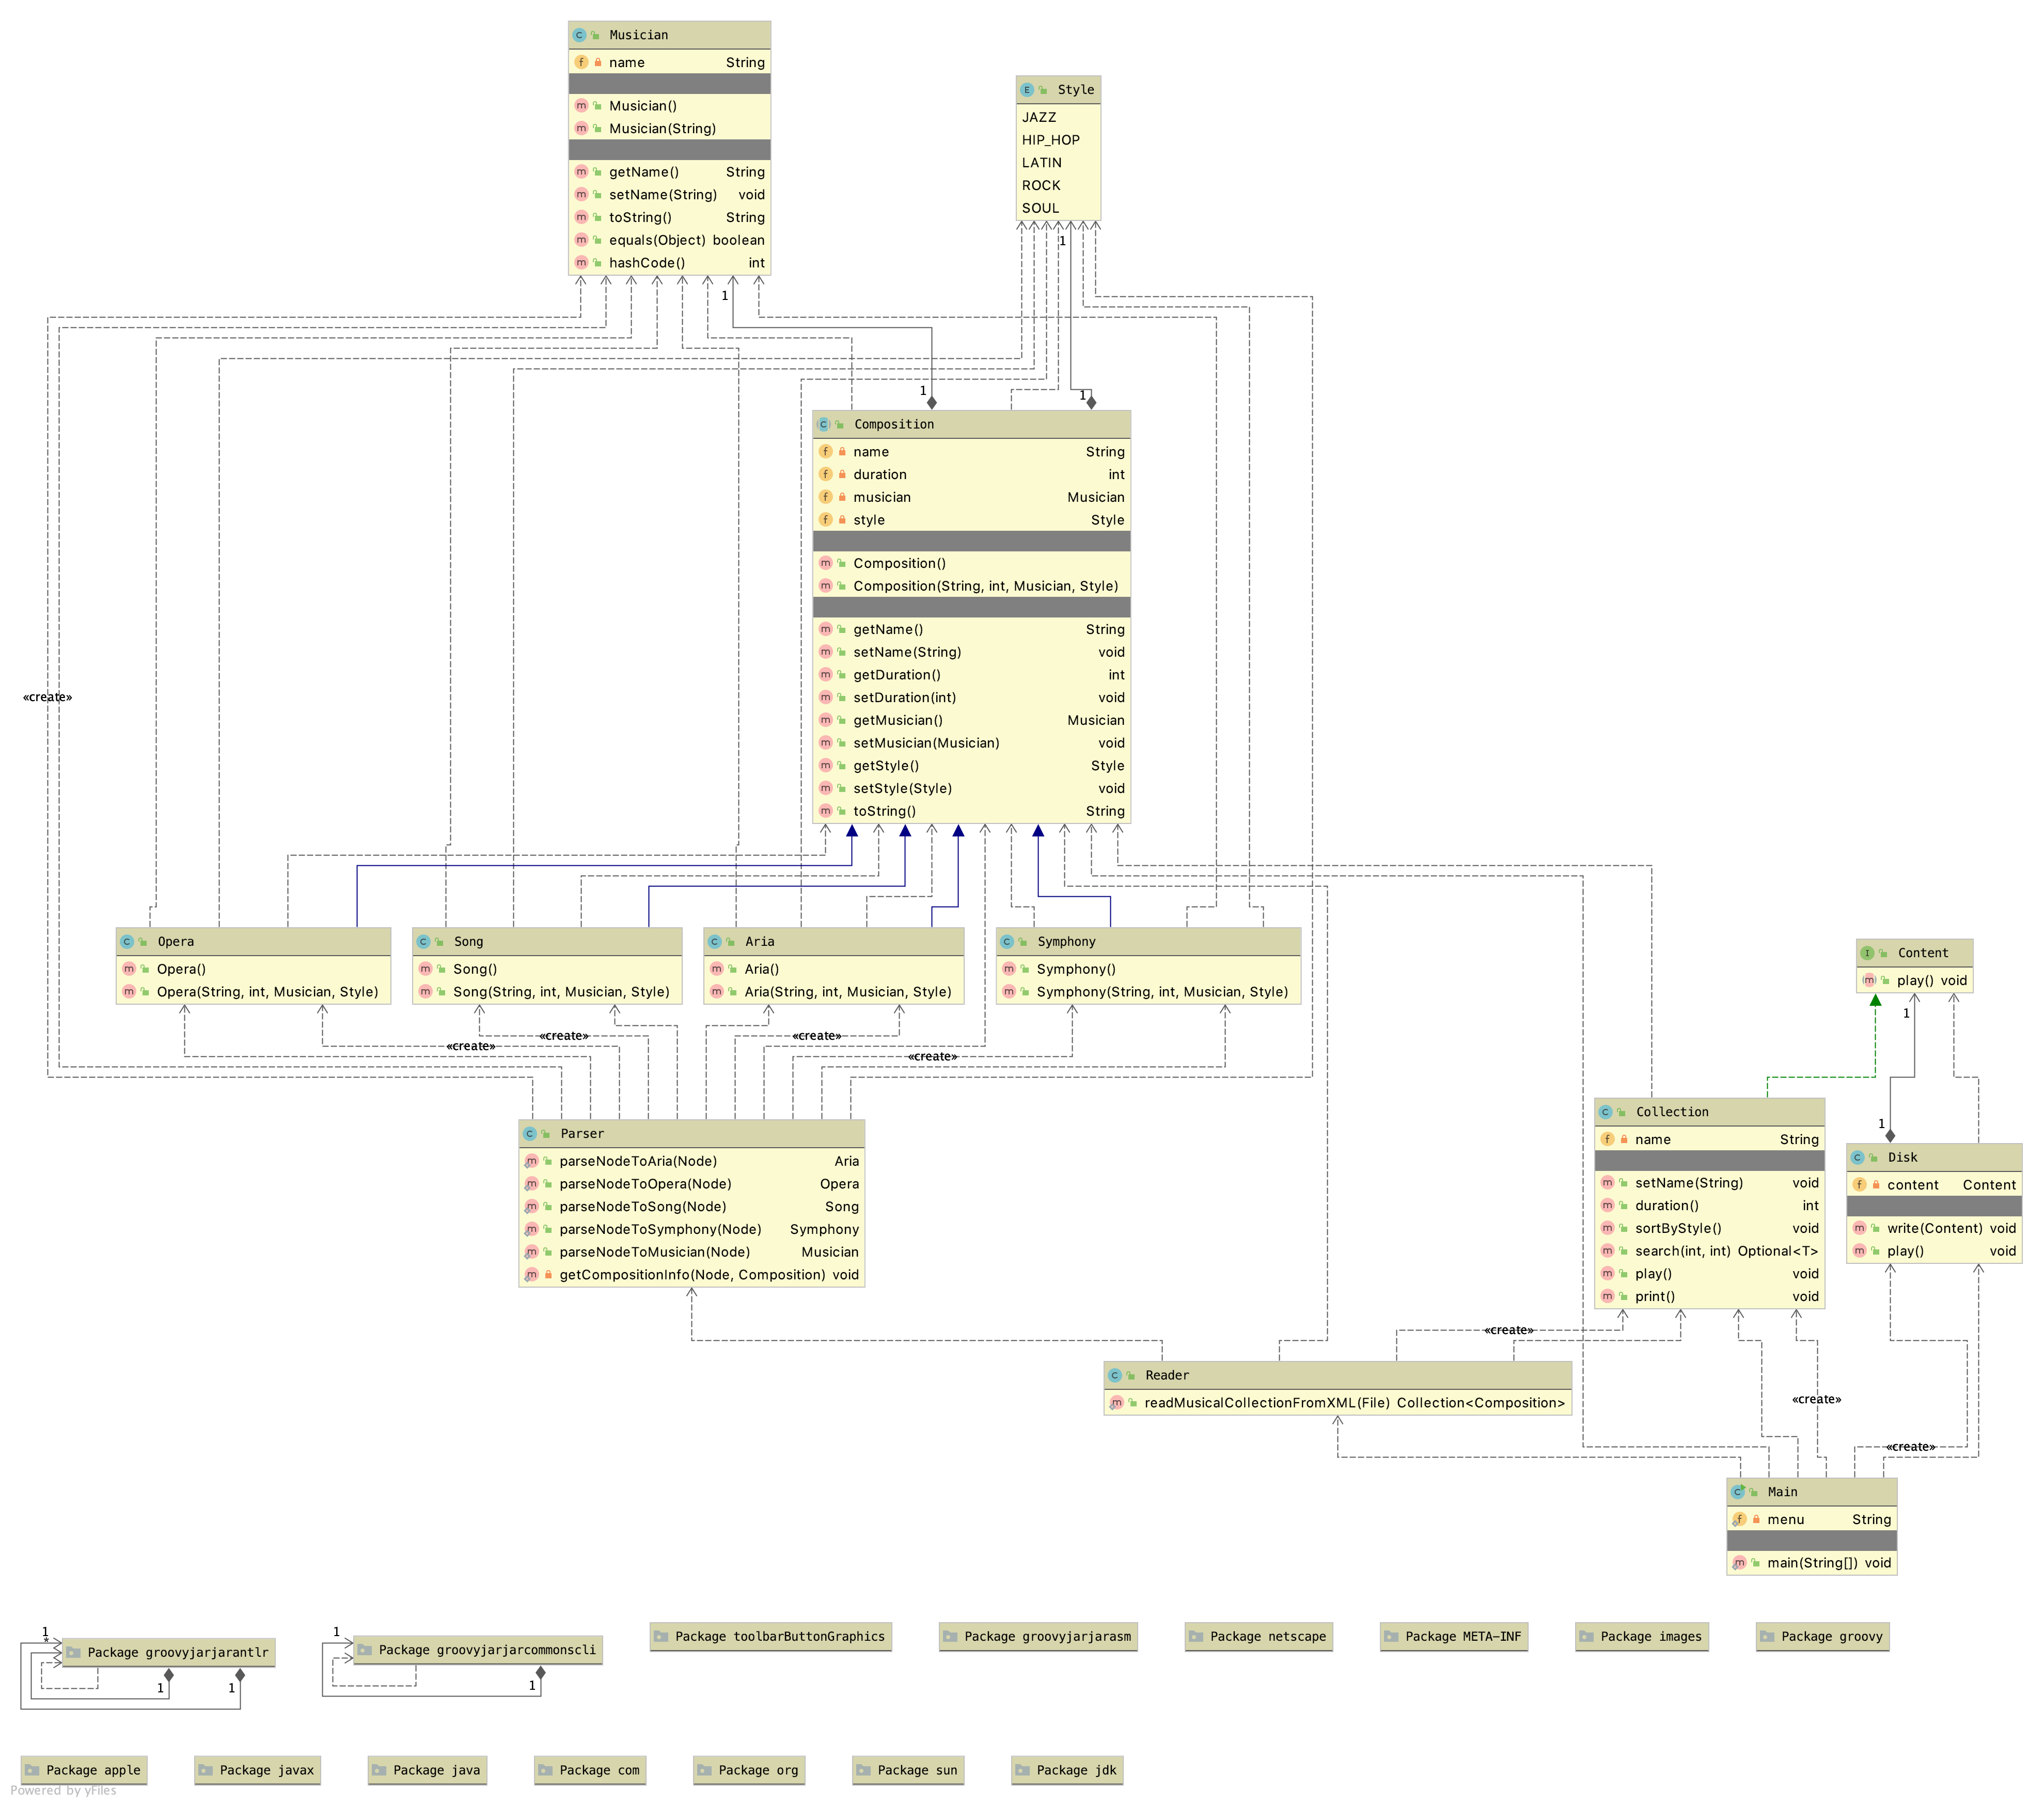 Musician
name String
Musician()
Musician(String)
getName() String
setName(String) void
toString() String
equals(Object) boolean
hashCode() int
Style
JAZZ
HIP_HOP
LATIN
ROCK
SOUL
1
1
1
1
Composition
name String
duration int
musician Musician
style Style
Composition()
Composition(String, int, Musician, Style)
getName() String
setName(String) void
getDuration() int
setDuration(int) void
getMusician() Musician
setMusician(Musician) void
getStyle() Style
setStyle(Style) void
toString() String
«create»
Opera
Opera()
Opera(String, int, Musician, Style)
Song
Song()
Song(String, int, Musician, Style)
Aria
Aria()
Aria(String, int, Musician, Style)
Symphony
Symphony()
Symphony(String, int, Musician, Style)
Content
play() void
1
1
«create»
«create»
«create»
«create»
Parser
parseNodeToAria(Node) Aria
parseNodeToOpera(Node) Opera
parseNodeToSong(Node) Song
parseNodeToSymphony(Node) Symphony
parseNodeToMusician(Node) Musician
getCompositionInfo(Node, Composition) void
Collection
name String
setName(String) void
duration() int
sortByStyle() void
search(int, int) Optional<T>
play() void
print() void
Disk
content Content
write(Content) void
play() void
«create»
Reader
readMusicalCollectionFromXML(File) Collection<Composition>
«create»
«create»
Main
menu String
main(String[]) void
1
*
Package groovyjarjarantlr
1
1
1
Package groovyjarjarcommonscli
1
Package toolbarButtonGraphics
Package groovyjarjarasm
Package netscape
Package META-INF
Package images
Package groovy
Package apple
Package javax
Package java
Package com
Package org
Package sun
Package jdk
Powered by yFiles